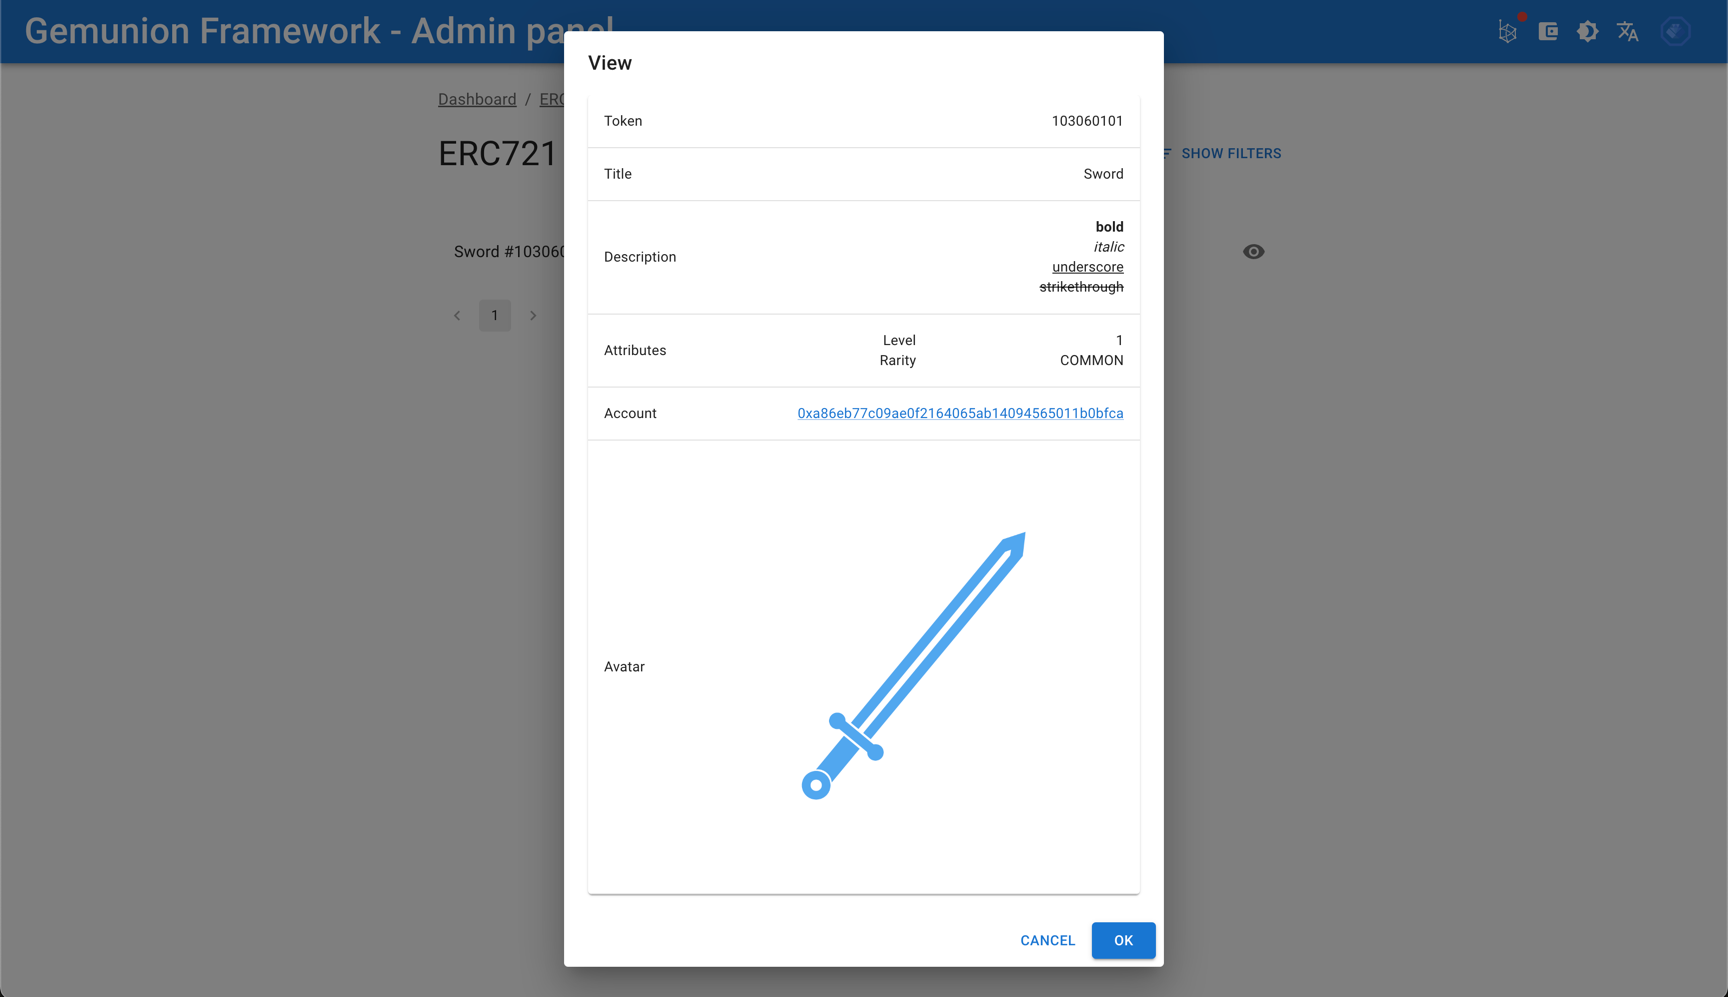 Gemunion Framework - Admin panel
Dashboard / ERC
ERC721
SHOW FILTERS
Sword #10306
1
View
Token 103060101
Title Sword
Description
bold
italic
underscore
strikethrough
Attributes
Level 1
Rarity COMMON
Account 0xa86eb77c09ae0f2164065ab14094565011b0bfca
Avatar
CANCEL OK